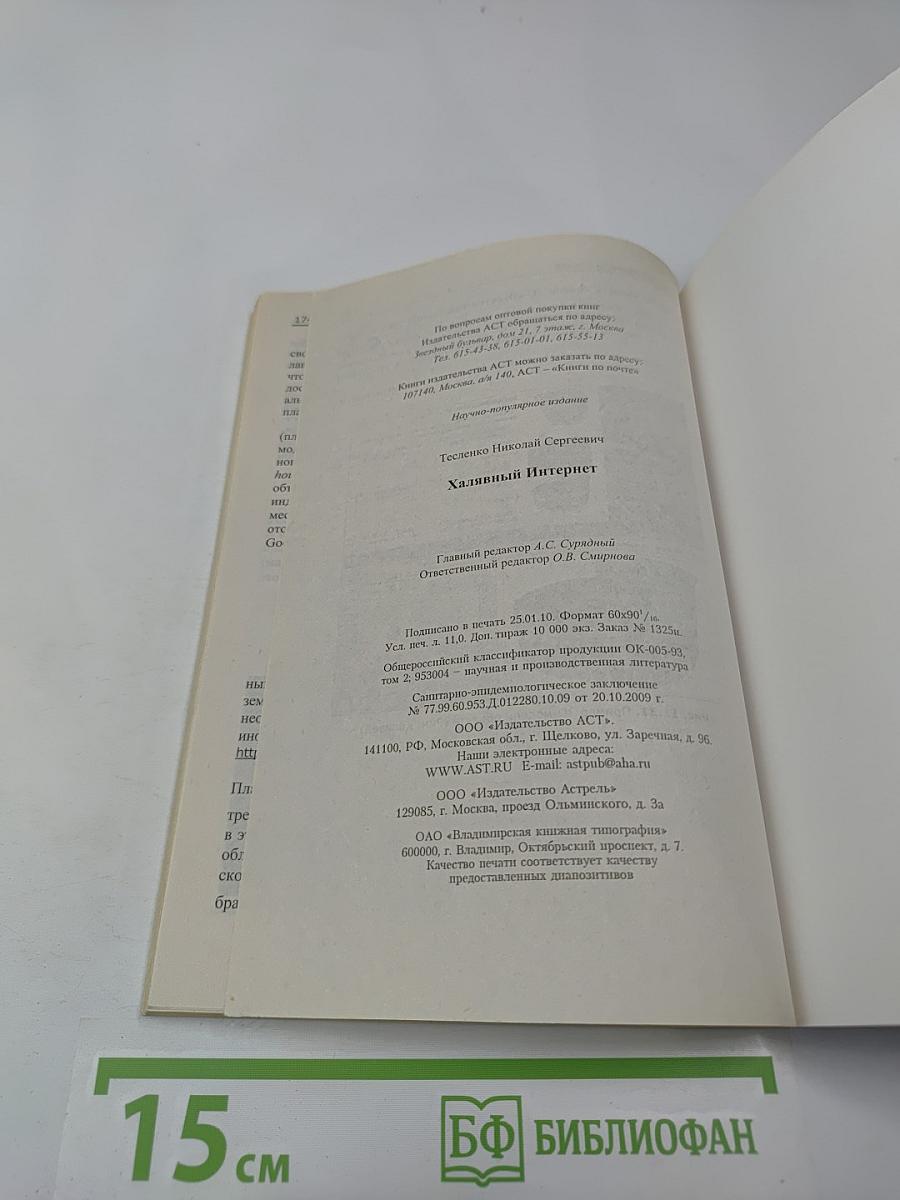 По вопросам оптовой покупки книг
Издательства АСТ обращаться по адресу:
Звездный бульвар, дом 21, 7 этаж, г. Москва
Тел. 615-43-38, 615-01-01, 615-55-13
Книги издательства АСТ можно заказать по адресу:
107140, Москва, а/я 140, АСТ – «Книги по почте»
Научно-популярное издание
Тесленко Николай Сергеевич
Халявный Интернет
Главный редактор А.С. Сурядный
Ответственный редактор О.В. Смирнова
Подписано в печать 25.01.10. Формат 60х90¹/₁₆.
Усл. печ. л. 11,0. Доп. тираж 10 000 экз. Заказ № 1325н.
Общероссийский классификатор продукции ОК-005-93,
том 2; 953004 – научная и производственная литература
Санитарно-эпидемиологическое заключение
№ 77.99.60.953.Д.012280.10.09 от 20.10.2009 г.
ООО «Издательство АСТ».
141100, РФ, Московская обл., г. Щелково, ул. Заречная, д. 96.
Наши электронные адреса:
WWW.AST.RU E-mail: astpub@aha.ru
ООО «Издательство Астрель»
129085, г. Москва, проезд Ольминского, д. 3а
ОАО «Владимирская книжная типография»
600000, г. Владимир, Октябрьский проспект, д. 7.
Качество печати соответствует качеству
предоставленных диапозитивов
15 см
БФ БИБЛИОФАН